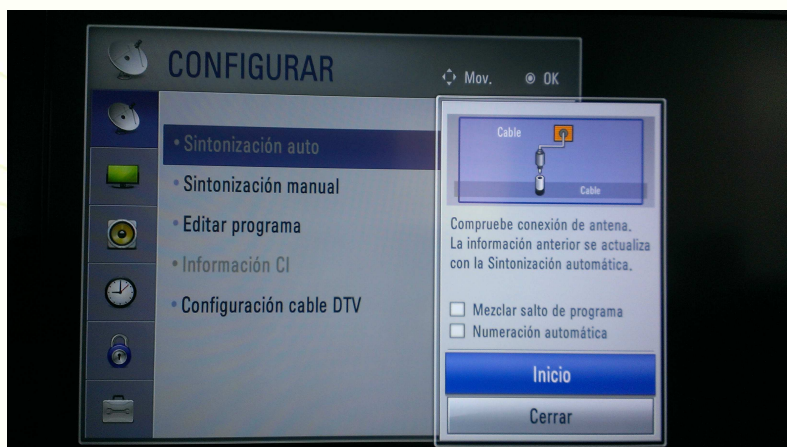 CONFIGURAR
Mov. OK
Sintonización auto
Sintonización manual
Editar programa
Información CI
Configuración cable DTV
Cable
Cable
Compruebe conexión de antena.
La información anterior se actualiza
con la Sintonización automática.
Mezclar salto de programa
Numeración automática
Inicio
Cerrar